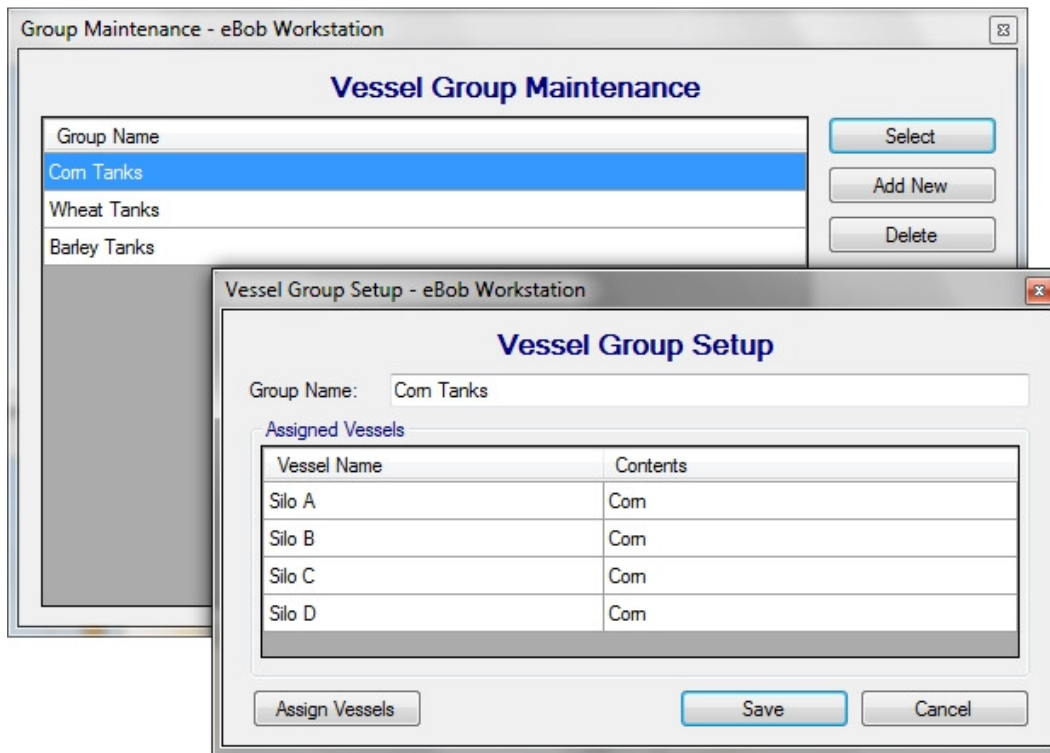 Group Maintenance - eBob Workstation
Vessel Group Maintenance
Group Name
Select
Corn Tanks
Add New
Wheat Tanks
Delete
Barley Tanks
Vessel Group Setup - eBob Workstation
Vessel Group Setup
Group Name: Corn Tanks
Assigned Vessels
Vessel Name Contents
Silo A Corn
Silo B Corn
Silo C Corn
Silo D Corn
Assign Vessels Save Cancel